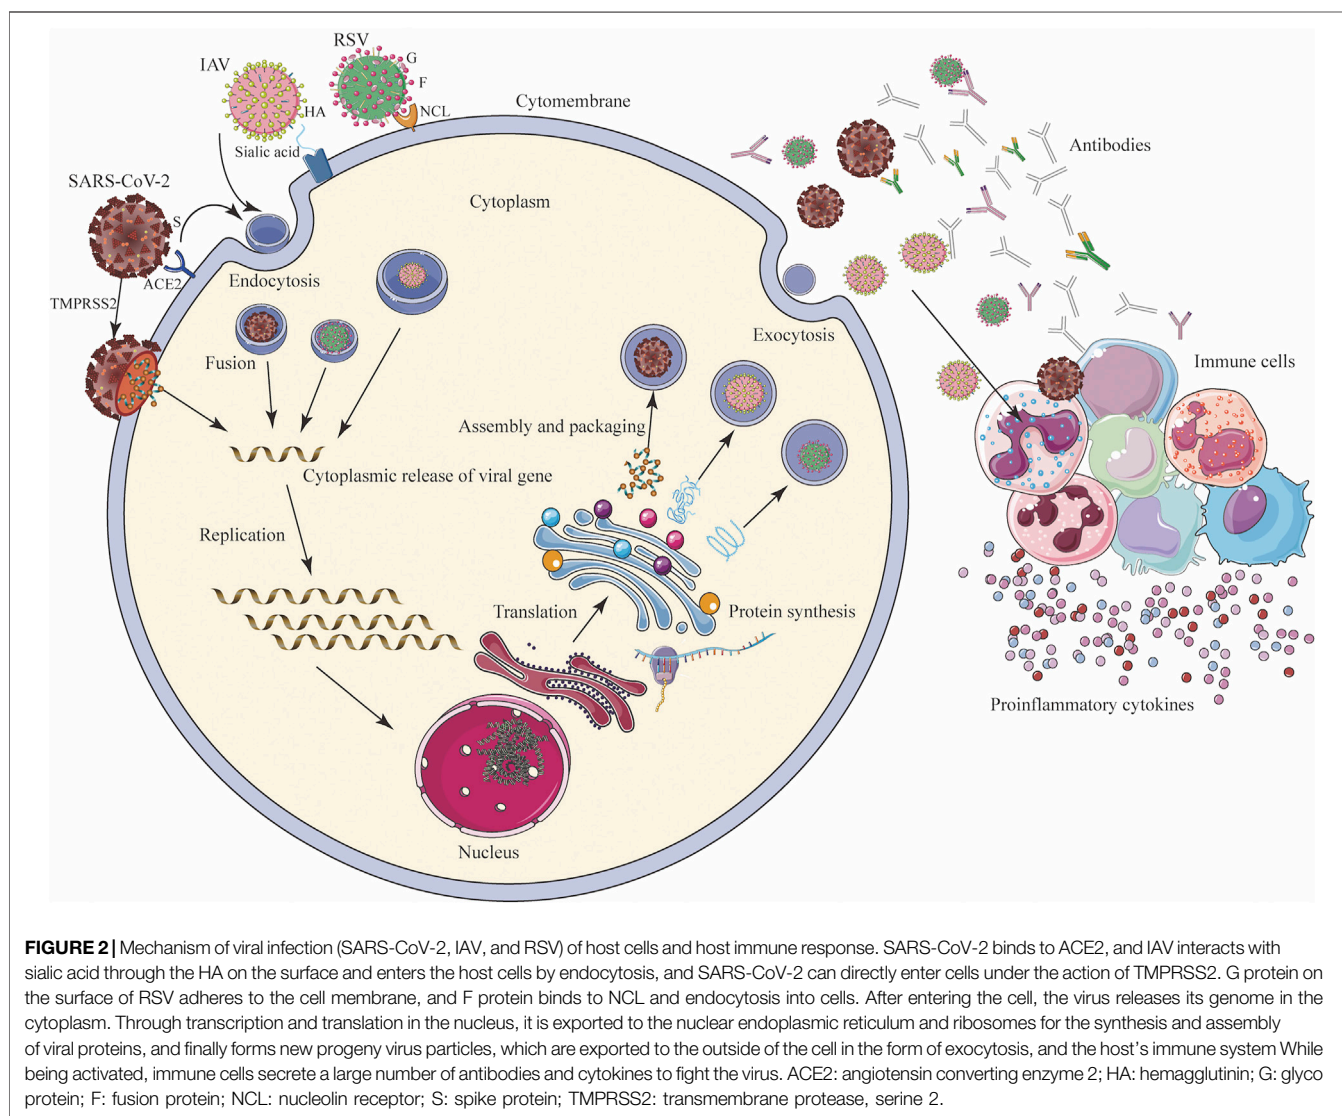 RSV
IAV
G
F
HA
NCL
Cytomembrane
Sialic acid
Antibodies
SARS-CoV-2
Cytoplasm
S
ACE2
Endocytosis
TMPRSS2
Exocytosis
Fusion
Immune cells
Assembly and packaging
Cytoplasmic release of viral gene
Replication
Translation
Protein synthesis
Proinflammatory cytokines
Nucleus
FIGURE 2 | Mechanism of viral infection (SARS-CoV-2, IAV, and RSV) of host cells and host immune response. SARS-CoV-2 binds to ACE2, and IAV interacts with
sialic acid through the HA on the surface and enters the host cells by endocytosis, and SARS-CoV-2 can directly enter cells under the action of TMPRSS2. G protein on
the surface of RSV adheres to the cell membrane, and F protein binds to NCL and endocytosis into cells. After entering the cell, the virus releases its genome in the
cytoplasm. Through transcription and translation in the nucleus, it is exported to the nuclear endoplasmic reticulum and ribosomes for the synthesis and assembly
of viral proteins, and finally forms new progeny virus particles, which are exported to the outside of the cell in the form of exocytosis, and the host's immune system While
being activated, immune cells secrete a large number of antibodies and cytokines to fight the virus. ACE2: angiotensin converting enzyme 2; HA: hemagglutinin; G: glyco
protein; F: fusion protein; NCL: nucleolin receptor; S: spike protein; TMPRSS2: transmembrane protease, serine 2.